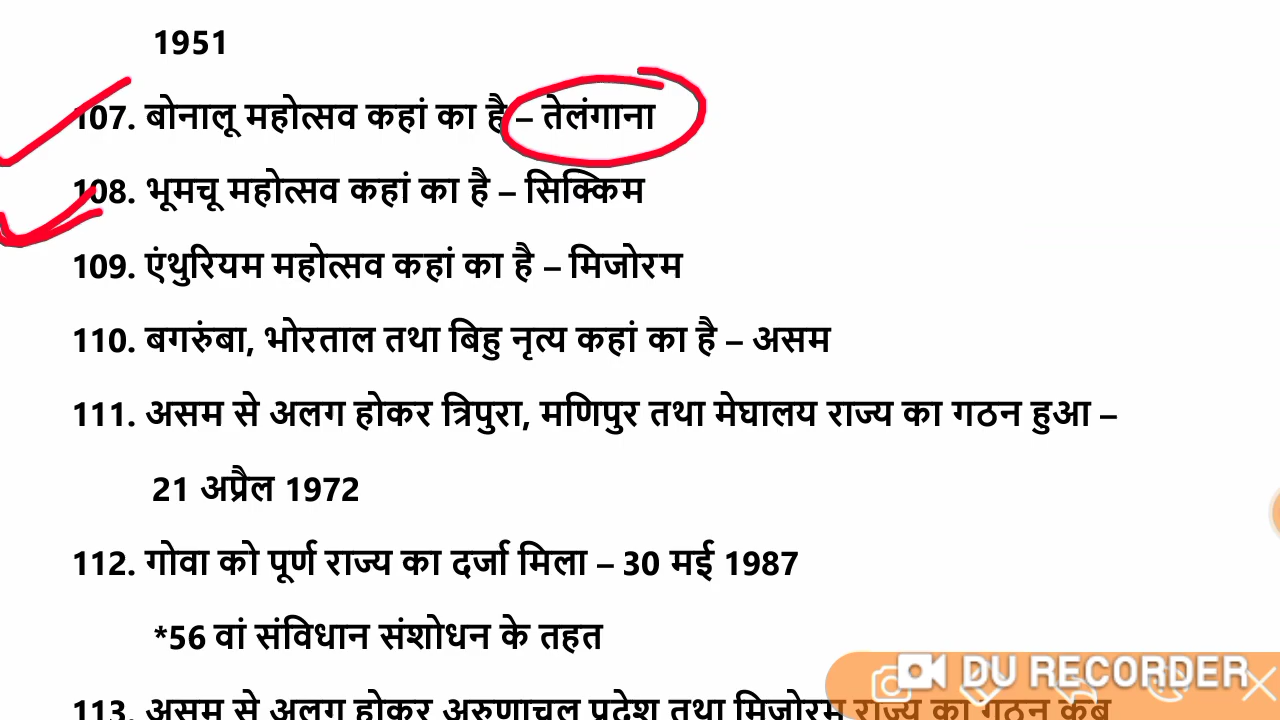 1951
107. बोनालू महोत्सव कहां का है – तेलंगाना
108. भूमचू महोत्सव कहां का है – सिक्किम
109. एंथुरियम महोत्सव कहां का है – मिजोरम
110. बगरुंबा, भोरताल तथा बिहु नृत्य कहां का है – असम
111. असम से अलग होकर त्रिपुरा, मणिपुर तथा मेघालय राज्य का गठन हुआ –
21 अप्रैल 1972
112. गोवा को पूर्ण राज्य का दर्जा मिला – 30 मई 1987
*56 वां संविधान संशोधन के तहत
113. असम से अलग होकर अरुणाचल प्रदेश तथा मिजोरम राज्य का गठन कब
DU RECORDER